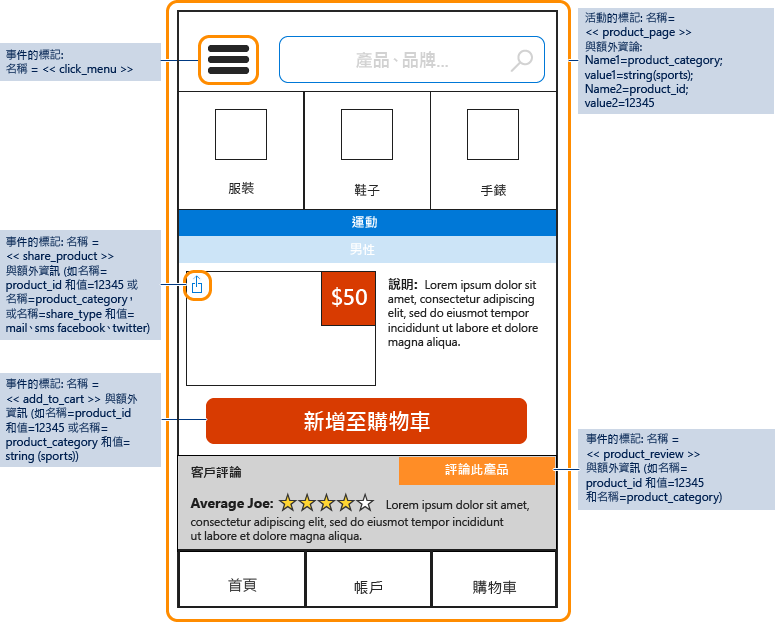 事件的標記:
名稱 = << click_menu >>
產品、品牌...
活動的標記: 名稱=
<< product_page >>
與額外資論:
Name1=product_category;
value1=string(sports);
Name2=product_id;
value2=12345
服裝
鞋子
手錶
運動
男性
事件的標記: 名稱 =
<< share_product >>
與額外資訊 (如名稱=
product_id 和值=12345 或
名稱=product_category，
或名稱=share_type 和值=
mail、sms facebook、twitter)
$50
說明: Lorem ipsum dolor sit
amet, consectetur adipiscing
elit, sed do eiusmot tempor
incididunt ut labore et dolore
magna aliqua.
事件的標記: 名稱 =
<< add_to_cart >> 與額外
資訊 (如名稱=product_id
和值=12345 或名稱=
product_category 和值=
string (sports))
新增至購物車
客戶評論
評論此產品
Average Joe: Lorem ipsum dolor sit amet,
consectetur adipiscing elit, sed do eiusmot tempor incididunt
ut labore et dolore magna aliqua.
事件的標記: 名稱 =
<< product_review >>
與額外資訊 (如名稱=
product_id 和值=12345
和名稱=product_category)
首頁
帳戶
購物車